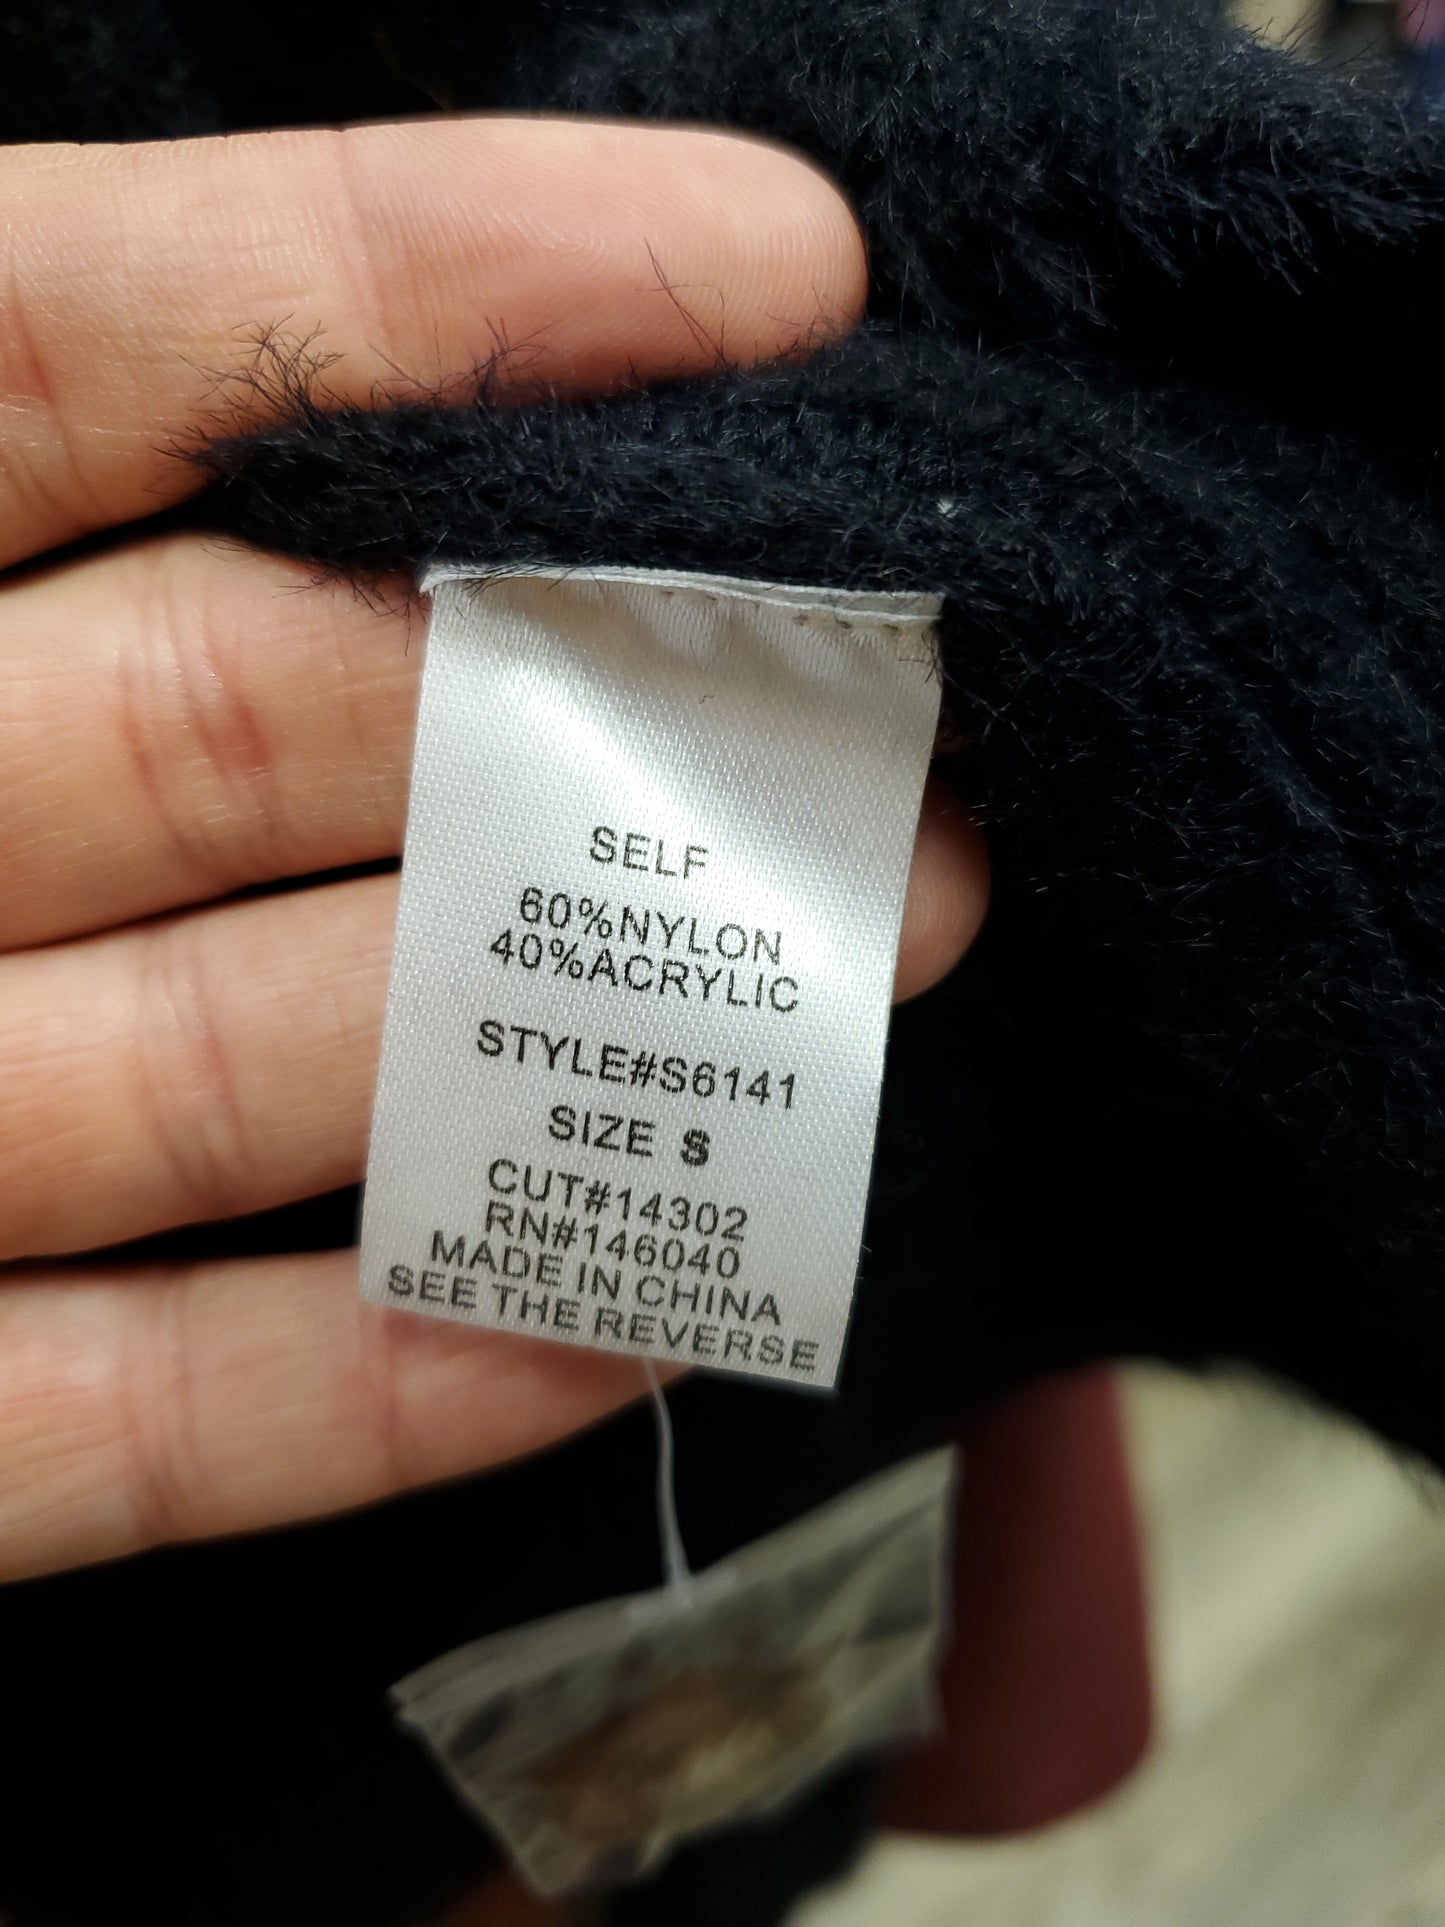 SELF
60%NYLON
40%ACRYLIC
STYLE#S6141
SIZE S
CUT#14302
RN#146040
MADE IN CHINA
SEE THE REVERSE